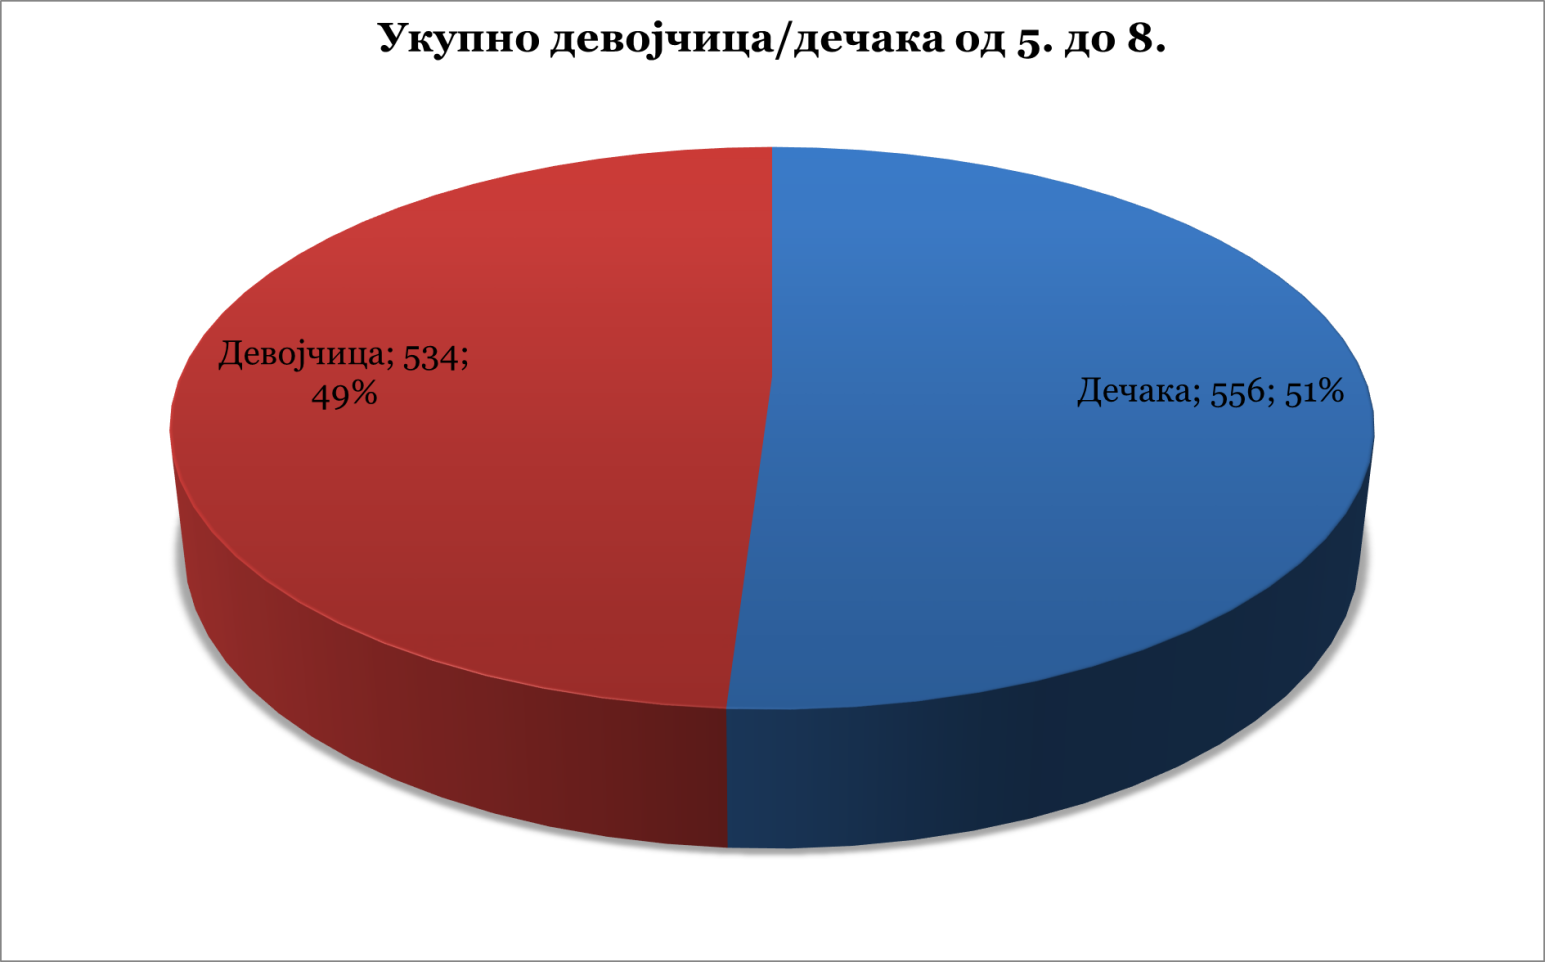 Укупно девојчица/дечака од 5. до 8.
Девојчица; 534;
49%
Дечака; 556; 51%